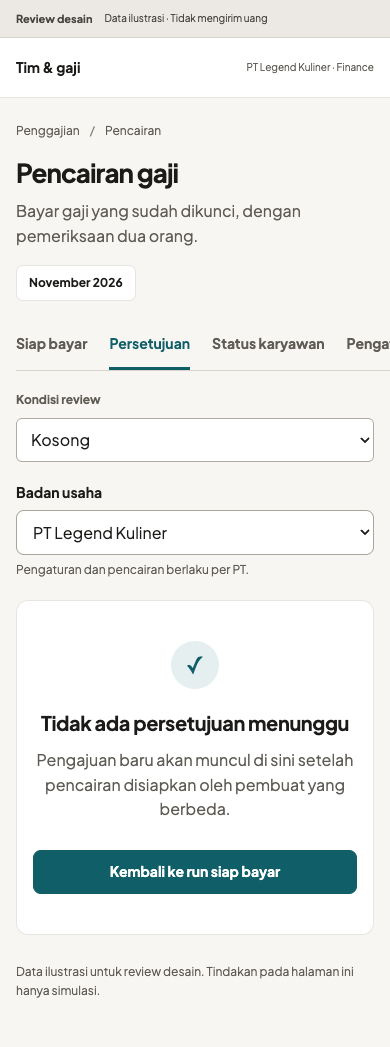 Review desain Data ilustrasi · Tidak mengirim uang
Tim & gaji PT Legend Kuliner · Finance
Penggajian / Pencairan
Pencairan gaji
Bayar gaji yang sudah dikunci, dengan
pemeriksaan dua orang.
November 2026
Siap bayar Persetujuan Status karyawan
Kondisi review
Kosong
Badan usaha
PT Legend Kuliner
Pengaturan dan pencairan berlaku per PT.
Tidak ada persetujuan menunggu
Pengajuan baru akan muncul di sini setelah
pencairan disiapkan oleh pembuat yang
berbeda.
Kembali ke run siap bayar
Data ilustrasi untuk review desain. Tindakan pada halaman ini
hanya simulasi.